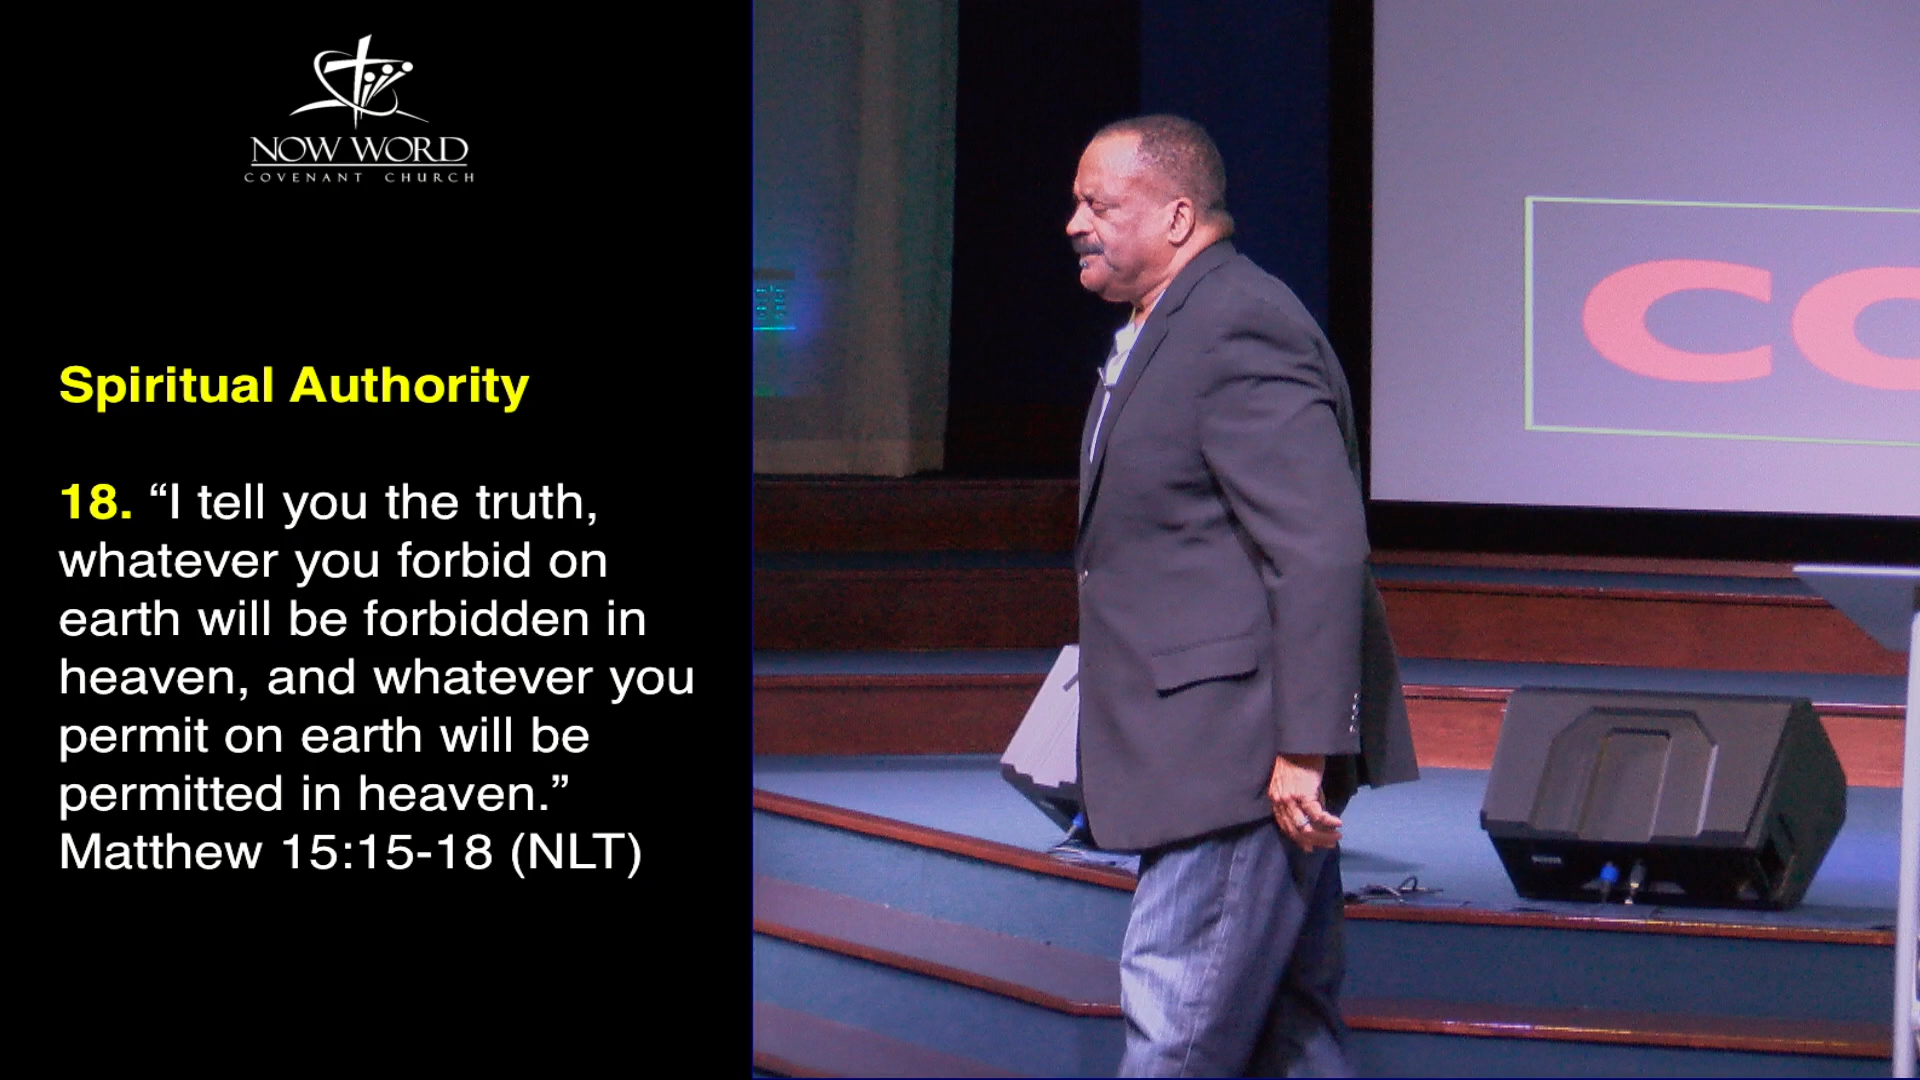 NOW WORD
COVENANT CHURCH
Spiritual Authority
18. “I tell you the truth,
whatever you forbid on
earth will be forbidden in
heaven, and whatever you
permit on earth will be
permitted in heaven.”
Matthew 15:15-18 (NLT)
CO